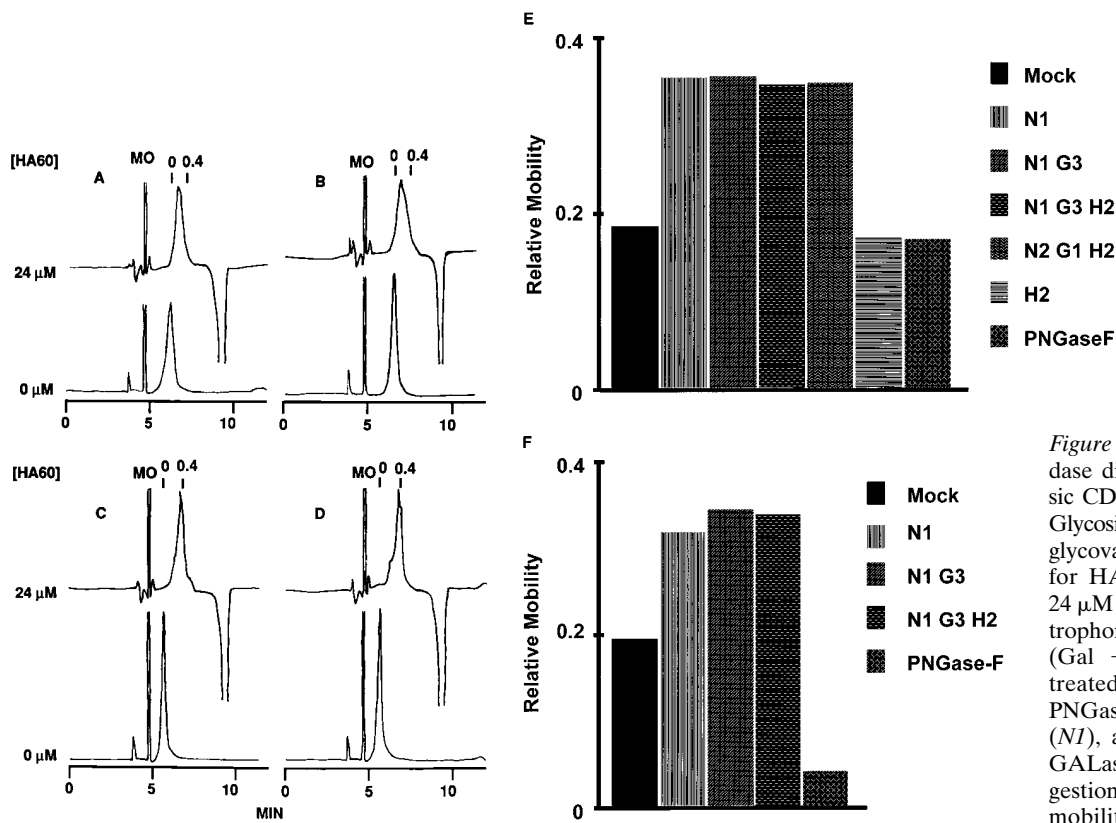 [HA60]
A
MO
0 0.4
24 µM
0 µM
0
5
10
B
MO
0 0.4
0
5
10
[HA60]
C
MO
0 0.4
24 µM
0 µM
0
5
10
D
MO
0 0.4
0
5
10
MIN
E
0.4
0.2
0
Relative Mobility
Mock
N1
N1 G3
N1 G3 H2
N2 G1 H2
H2
PNGaseF
F
0.4
0.2
0
Relative Mobility
Mock
N1
N1 G3
N1 G3 H2
PNGase-F
Figure
dase di
sic CD
Glycosi
glycova
for HA
24 µM
trophor
(Gal –
treated
PNGas
(N1), a
GALas
gestion
mobilit